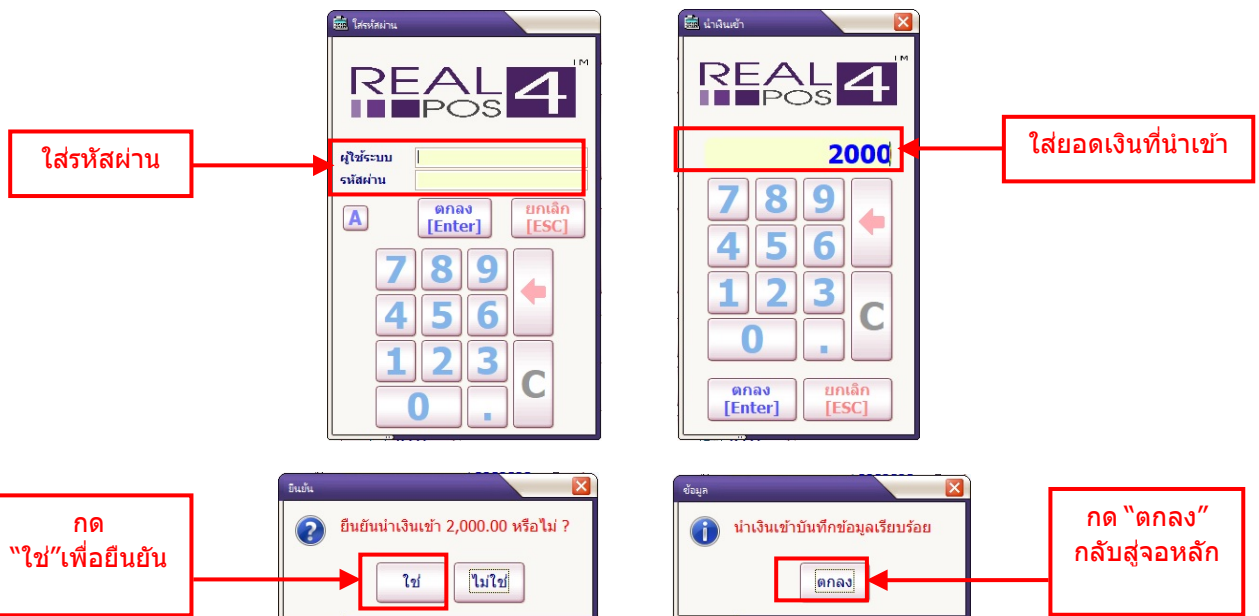 ใส่รหัสผ่าน
REAL
POS
4
TM
ใส่รหัสผ่าน
ผู้ใช้ระบบ
รหัสผ่าน
A
ตกลง
[Enter]
ยกเลิก
[ESC]
7 8 9
4 5 6
1 2 3
C
0 .
นำเงินเข้า
REAL
POS
4
TM
2000
ใส่ยอดเงินที่นำเข้า
7 8 9
4 5 6
1 2 3
C
0 .
ตกลง
[Enter]
ยกเลิก
[ESC]
ยืนยัน
ยืนยันนำเงินเข้า 2,000.00 หรือไม่ ?
ใช่ ไม่ใช่
กด
“ใช่”เพื่อยืนยัน
ข้อมูล
นำเงินเข้าบันทึกข้อมูลเรียบร้อย
ตกลง
กด “ตกลง”
กลับสู่จอหลัก